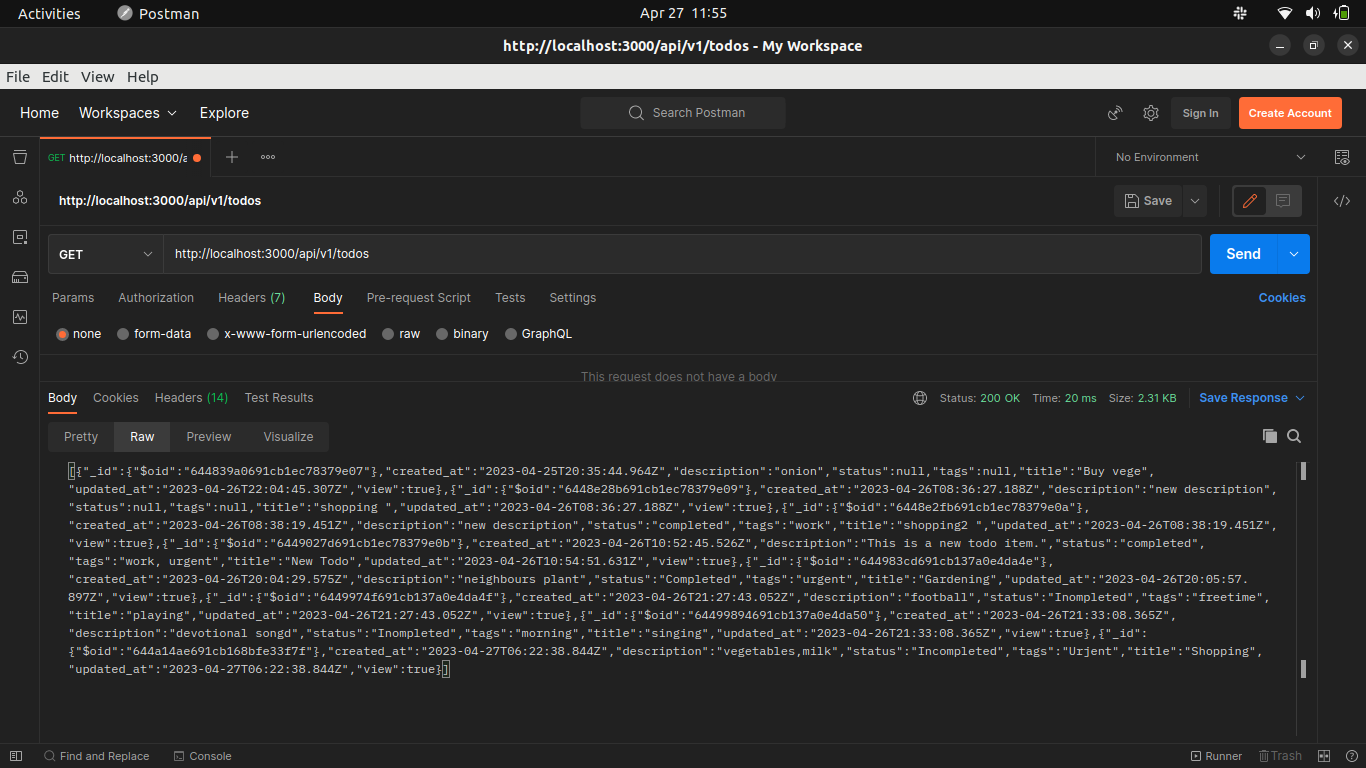 Activities
Postman
Apr 27 11:55
http://localhost:3000/api/v1/todos - My Workspace
File Edit View Help
Home Workspaces Explore
Search Postman
Sign In
Create Account
GET http://localhost:3000/a
No Environment
http://localhost:3000/api/v1/todos
Save
GET
http://localhost:3000/api/v1/todos
Send
Params Authorization Headers (7) Body Pre-request Script Tests Settings
Cookies
none form-data x-www-form-urlencoded raw binary GraphQL
This request does not have a body
Body Cookies Headers (14) Test Results
Status: 200 OK Time: 20 ms Size: 2.31 KB
Save Response
Pretty Raw Preview Visualize
[{"_id":{"$oid":"644839a0691cb1ec78379e07"},"created_at":"2023-04-25T20:35:44.964Z","description":"onion","status":null,"tags":null,"title":"Buy vege",
"updated_at":"2023-04-26T22:04:45.307Z","view":true},{"_id":{"$oid":"6448e28b691cb1ec78379e09"},"created_at":"2023-04-26T08:36:27.188Z","description":"new description",
"status":null,"tags":null,"title":"shopping ","updated_at":"2023-04-26T08:36:27.188Z","view":true},{"_id":{"$oid":"6448e2fb691cb1ec78379e0a"},
"created_at":"2023-04-26T08:38:19.451Z","description":"new description","status":"completed","tags":"work","title":"shopping2 ","updated_at":"2023-04-26T08:38:19.451Z",
"view":true},{"_id":{"$oid":"6449027d691cb1ec78379e0b"},"created_at":"2023-04-26T10:52:45.526Z","description":"This is a new todo item.","status":"completed",
"tags":"work, urgent","title":"New Todo","updated_at":"2023-04-26T10:54:51.631Z","view":true},{"_id":{"$oid":"644983cd691cb137a0e4da4e"},
"created_at":"2023-04-26T20:04:29.575Z","description":"neighbours plant","status":"Completed","tags":"urgent","title":"Gardening","updated_at":"2023-04-26T20:05:57.
897Z","view":true},{"_id":{"$oid":"6449974f691cb137a0e4da4f"},"created_at":"2023-04-26T21:27:43.052Z","description":"football","status":"Inompleted","tags":"freetime",
"title":"playing","updated_at":"2023-04-26T21:27:43.052Z","view":true},{"_id":{"$oid":"64499894691cb137a0e4da50"},"created_at":"2023-04-26T21:33:08.365Z",
"description":"devotional songd","status":"Inompleted","tags":"morning","title":"singing","updated_at":"2023-04-26T21:33:08.365Z","view":true},{"_id":
{"$oid":"644a14ae691cb168bfe33f7f"},"created_at":"2023-04-27T06:22:38.844Z","description":"vegetables,milk","status":"Incompleted","tags":"Urjent","title":"Shopping",
"updated_at":"2023-04-27T06:22:38.844Z","view":true}]
Find and Replace Console
Runner Trash